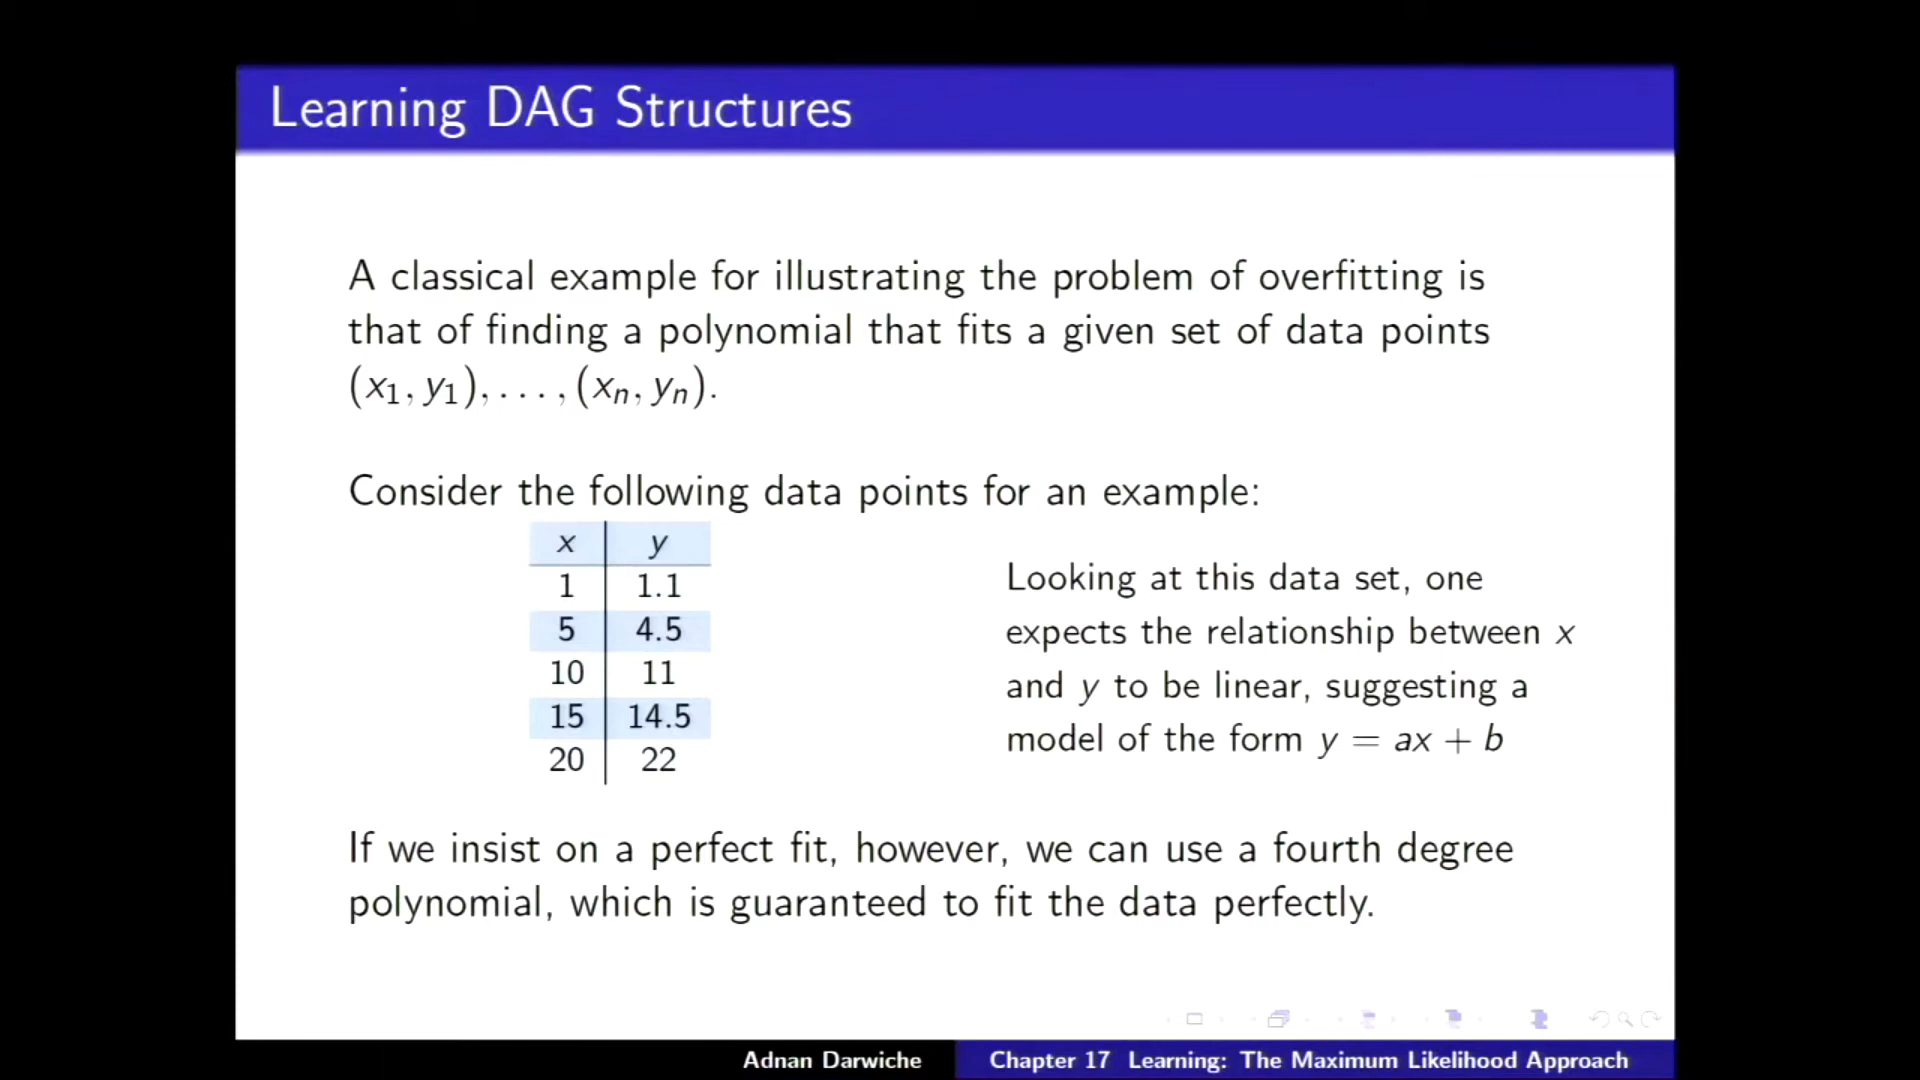 Learning DAG Structures
A classical example for illustrating the problem of overfitting is
that of finding a polynomial that fits a given set of data points
(x₁, y₁), . . . , (xₙ, yₙ).
Consider the following data points for an example:
x y
1 1.1
5 4.5
10 11
15 14.5
20 22
Looking at this data set, one
expects the relationship between x
and y to be linear, suggesting a
model of the form y = ax + b
If we insist on a perfect fit, however, we can use a fourth degree
polynomial, which is guaranteed to fit the data perfectly.
Adnan Darwiche
Chapter 17 Learning: The Maximum Likelihood Approach